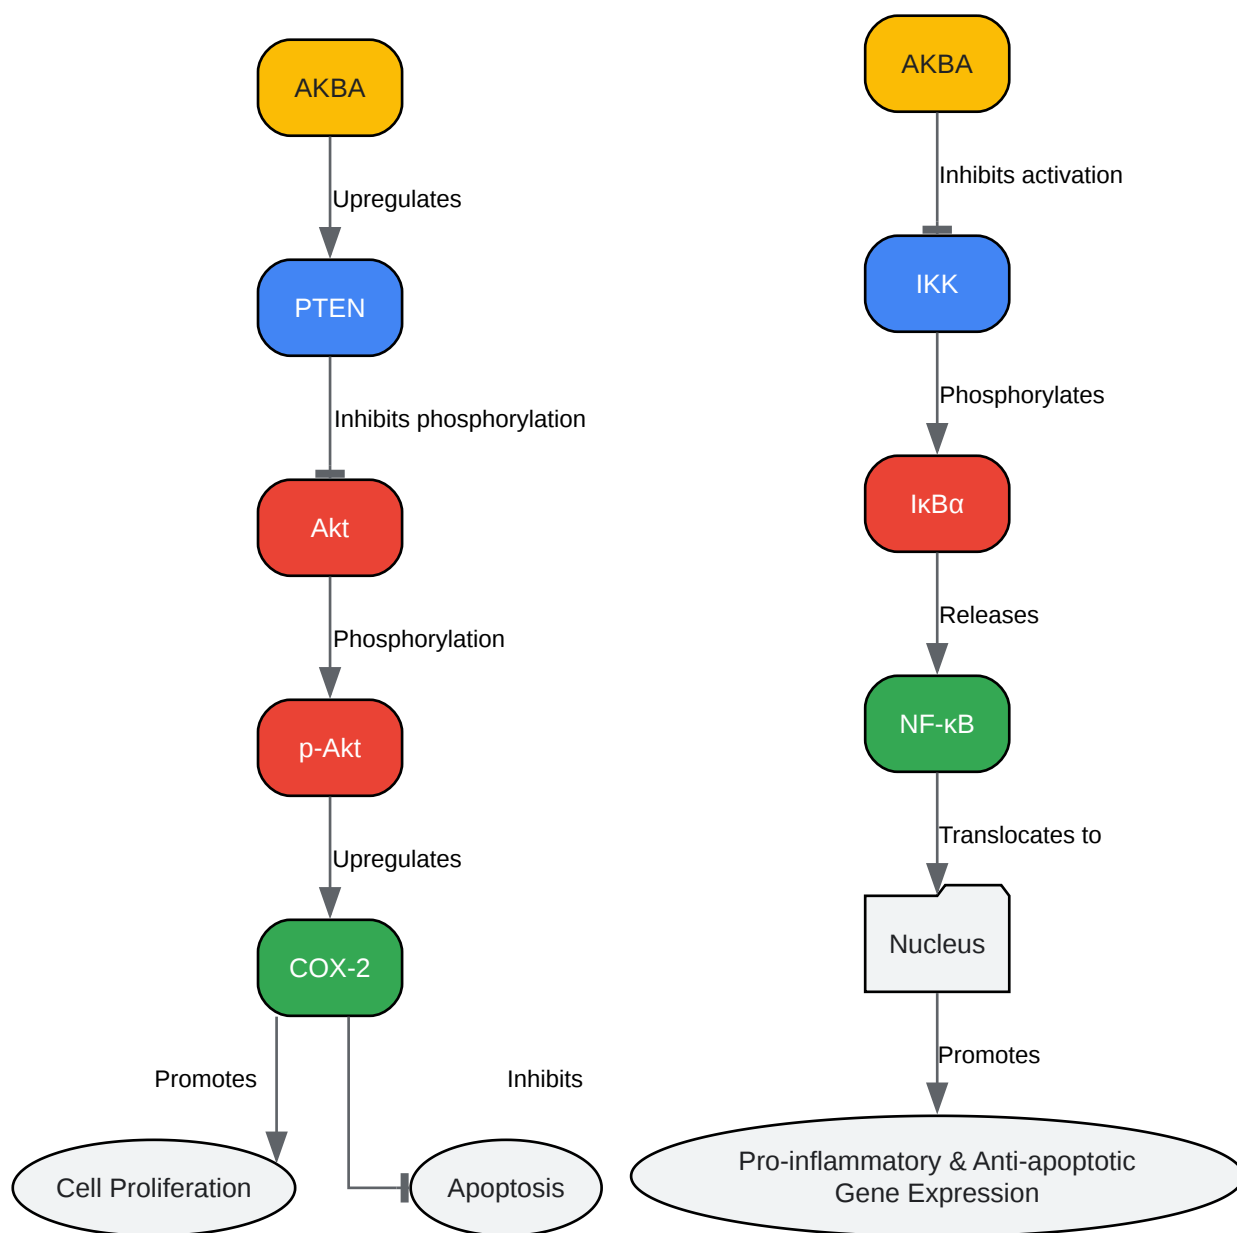 AKBA
Upregulates
PTEN
Inhibits phosphorylation
Akt
Phosphorylation
p-Akt
Upregulates
COX-2
Promotes
Inhibits
Cell Proliferation
Apoptosis
AKBA
Inhibits activation
IKK
Phosphorylates
IκBα
Releases
NF-κB
Translocates to
Nucleus
Promotes
Pro-inflammatory & Anti-apoptotic
Gene Expression